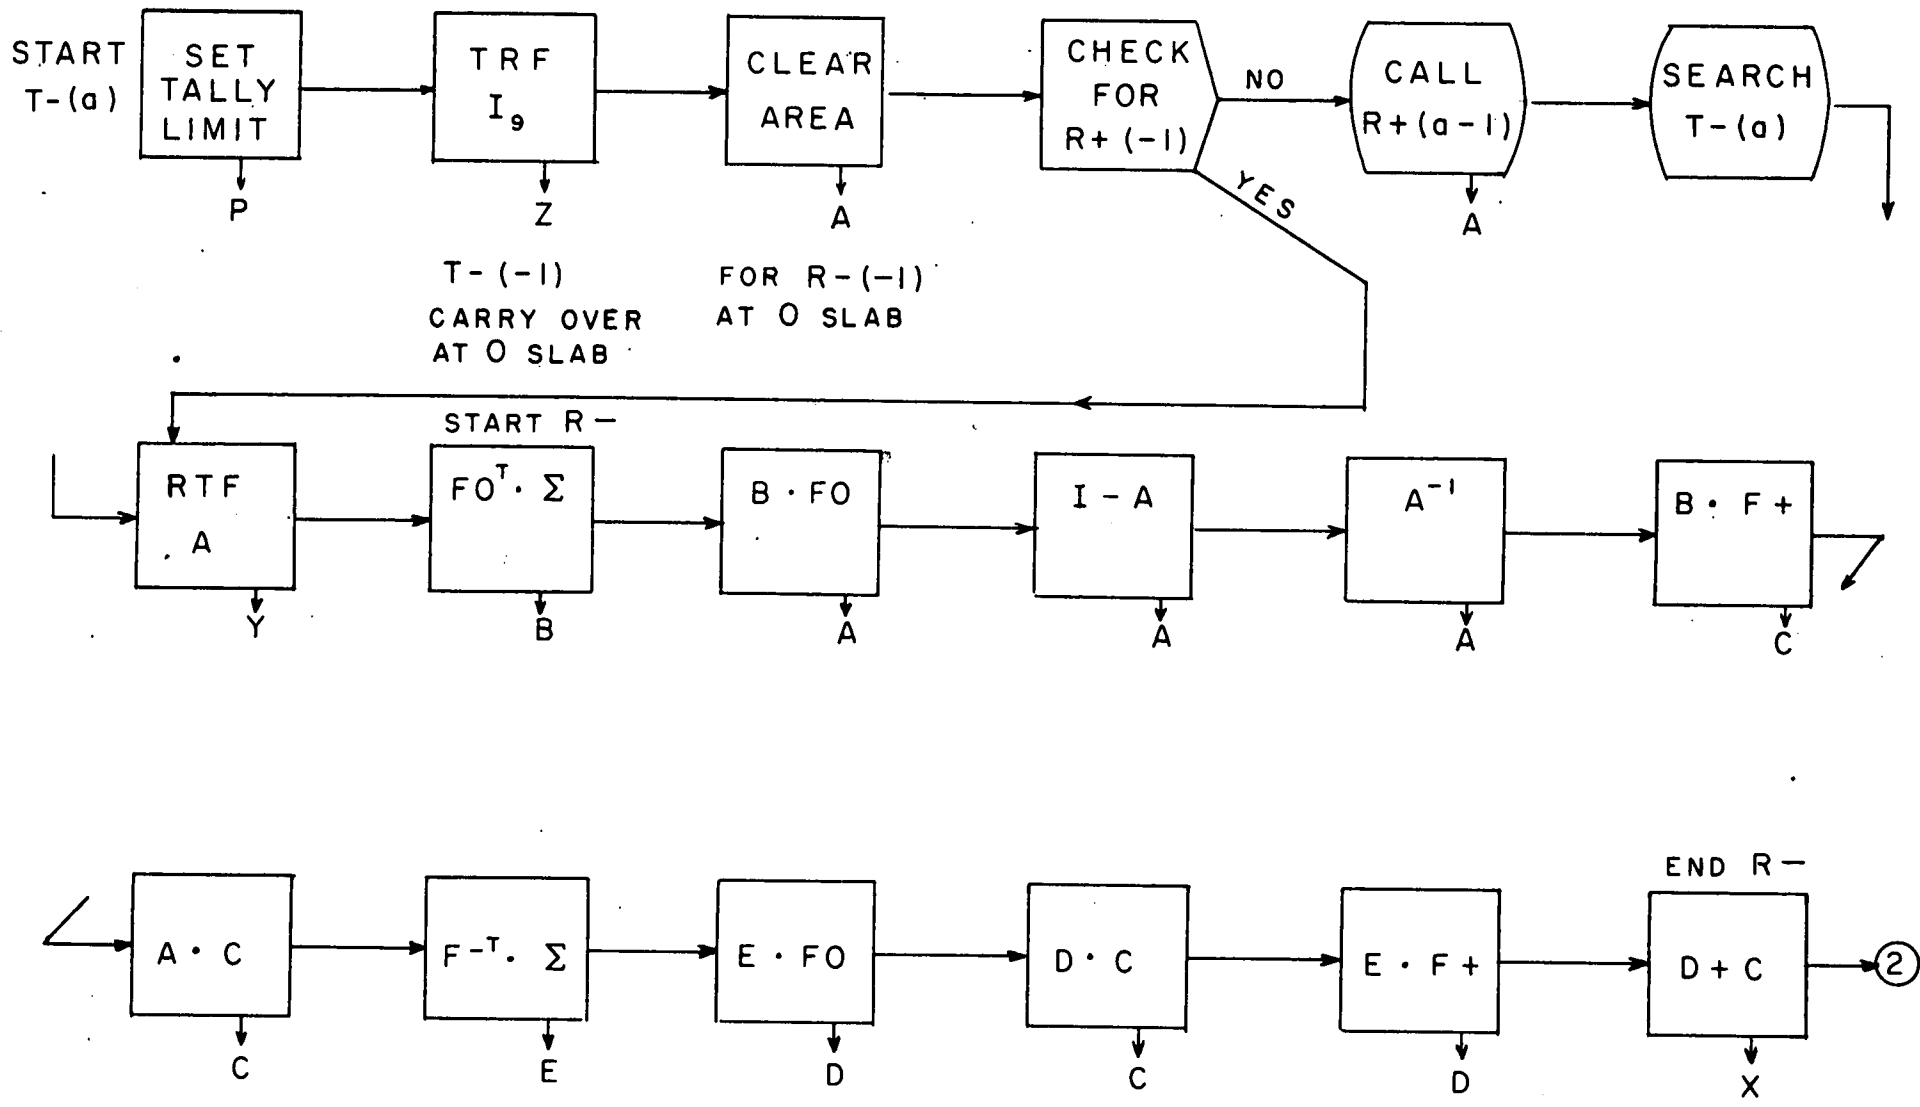 START
T-(a)
SET
TALLY
LIMIT
P
TRF
I₉
Z
CLEAR
AREA
A
CHECK
FOR
R+(-1)
NO
YES
CALL
R+(a-1)
A
SEARCH
T-(a)
T-(-1)
CARRY OVER
AT O SLAB
FOR R-(-1)
AT O SLAB
RTF
A
Y
START R-
FOᵀ· Σ
B
B · FO
A
I - A
A
A⁻¹
A
B · F+
C
A · C
C
F⁻ᵀ· Σ
E
E · FO
D
D · C
C
E · F+
D
END R-
D+C
X
2